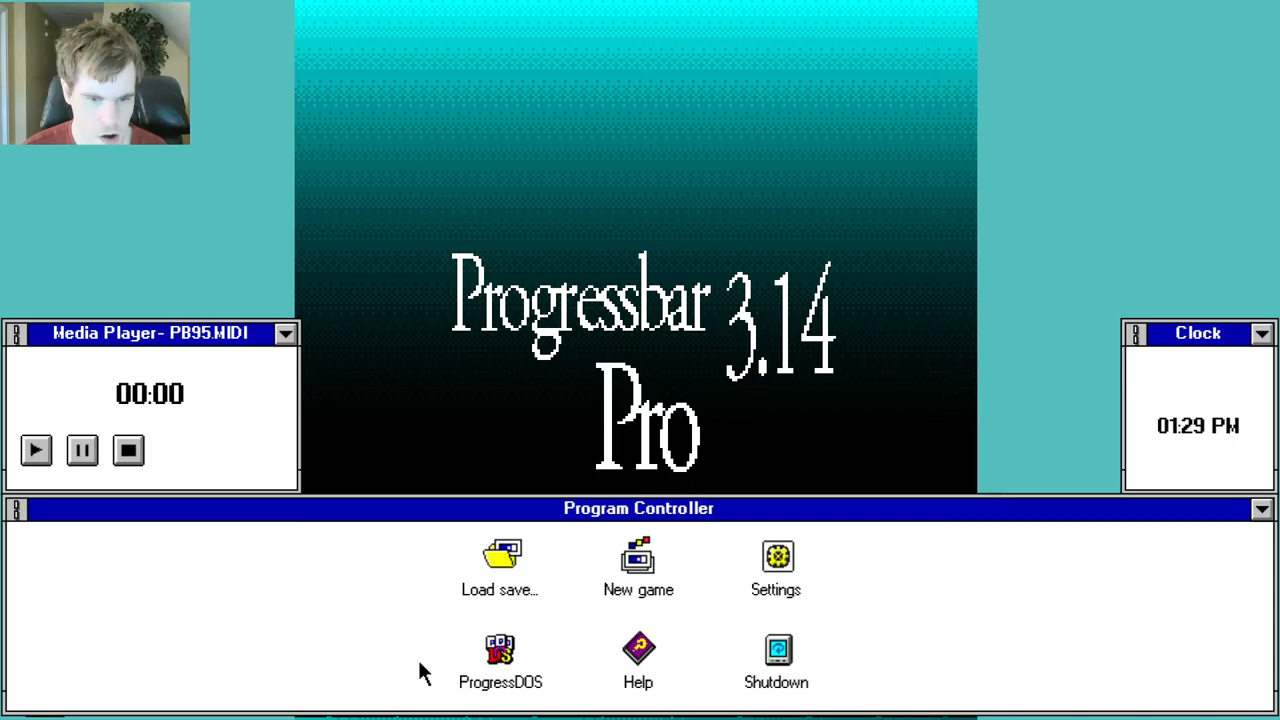 Progressbar 3.14
Pro
Media Player- PB95.MIDI
00:00
Clock
01:29 PM
Program Controller
Load save...
New game
Settings
ProgressDOS
Help
Shutdown